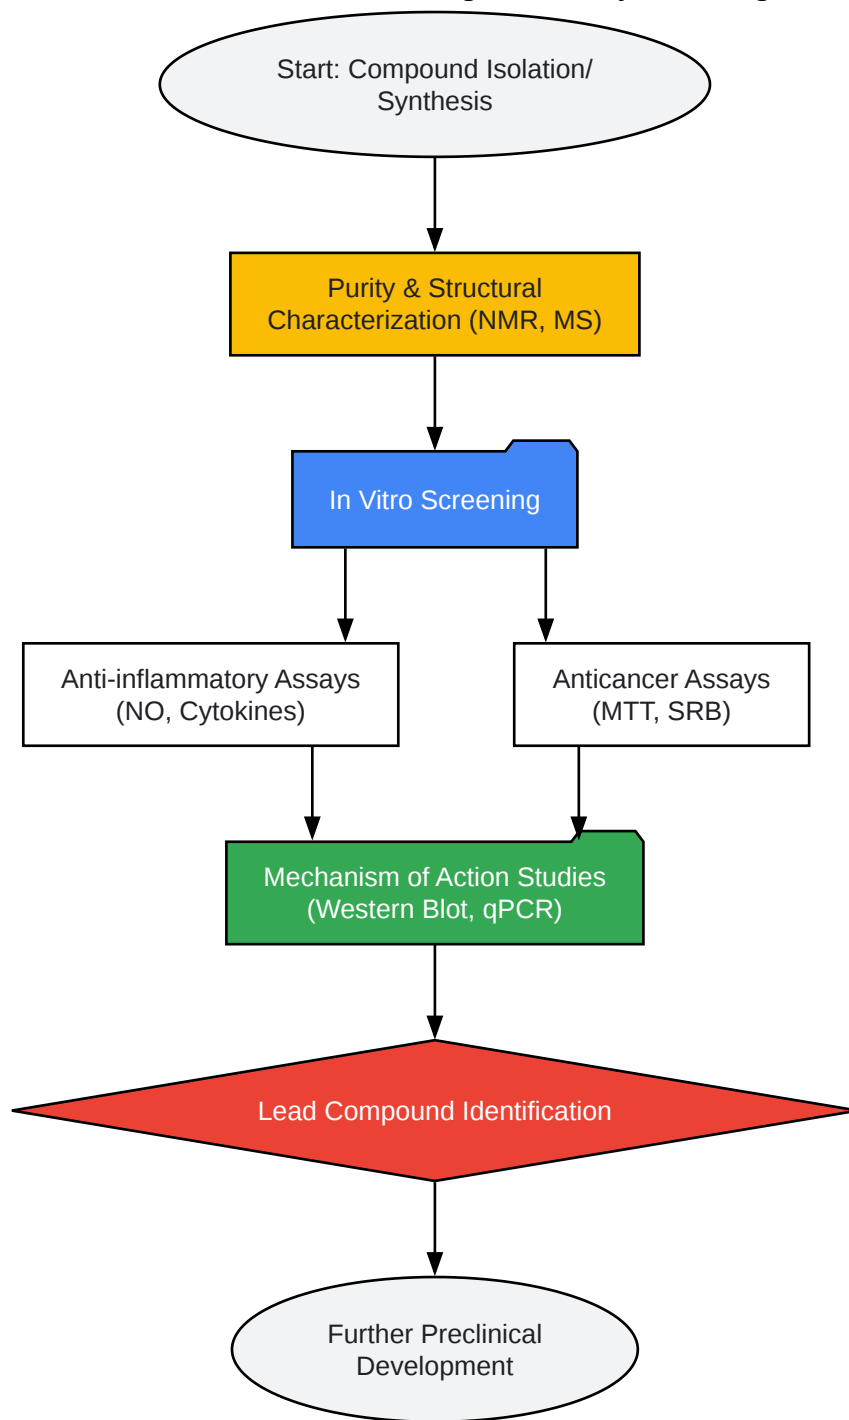 Start: Compound Isolation/
Synthesis
Purity & Structural
Characterization (NMR, MS)
In Vitro Screening
Anti-inflammatory Assays
(NO, Cytokines)
Anticancer Assays
(MTT, SRB)
Mechanism of Action Studies
(Western Blot, qPCR)
Lead Compound Identification
Further Preclinical
Development